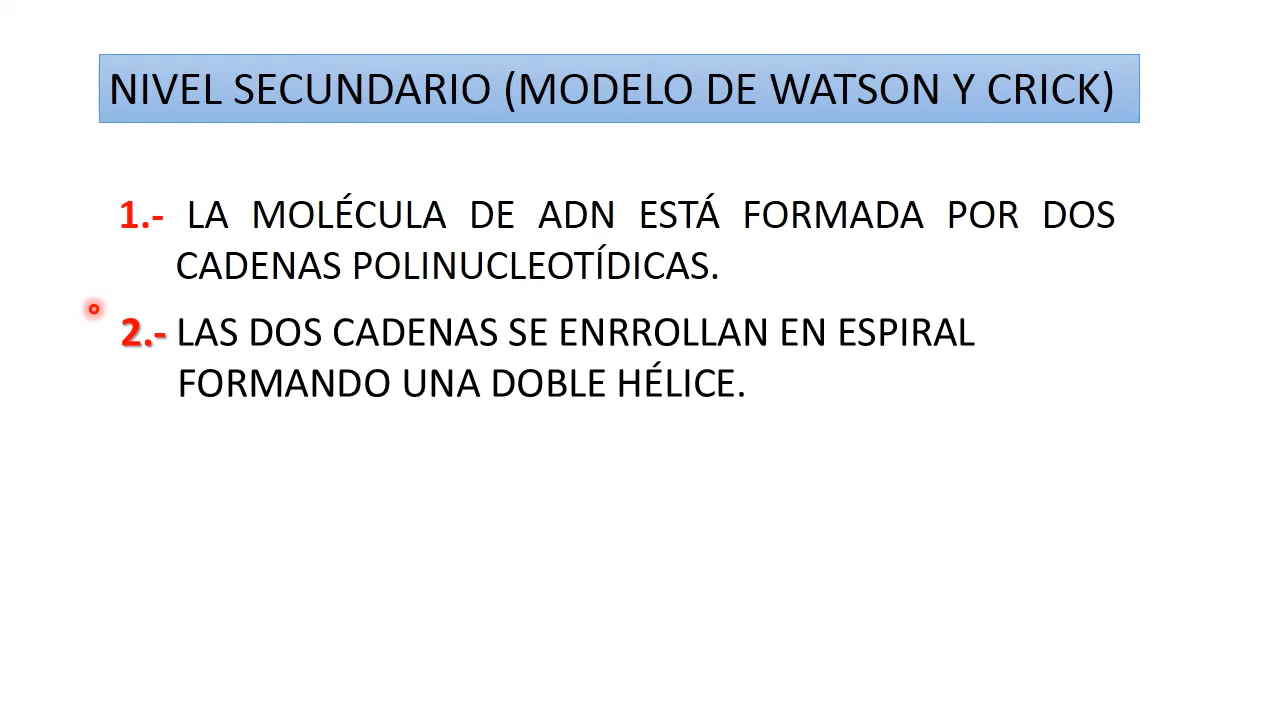 NIVEL SECUNDARIO (MODELO DE WATSON Y CRICK)
1.- LA MOLÉCULA DE ADN ESTÁ FORMADA POR DOS
CADENAS POLINUCLEOTÍDICAS.
2.- LAS DOS CADENAS SE ENRROLLAN EN ESPIRAL
FORMANDO UNA DOBLE HÉLICE.